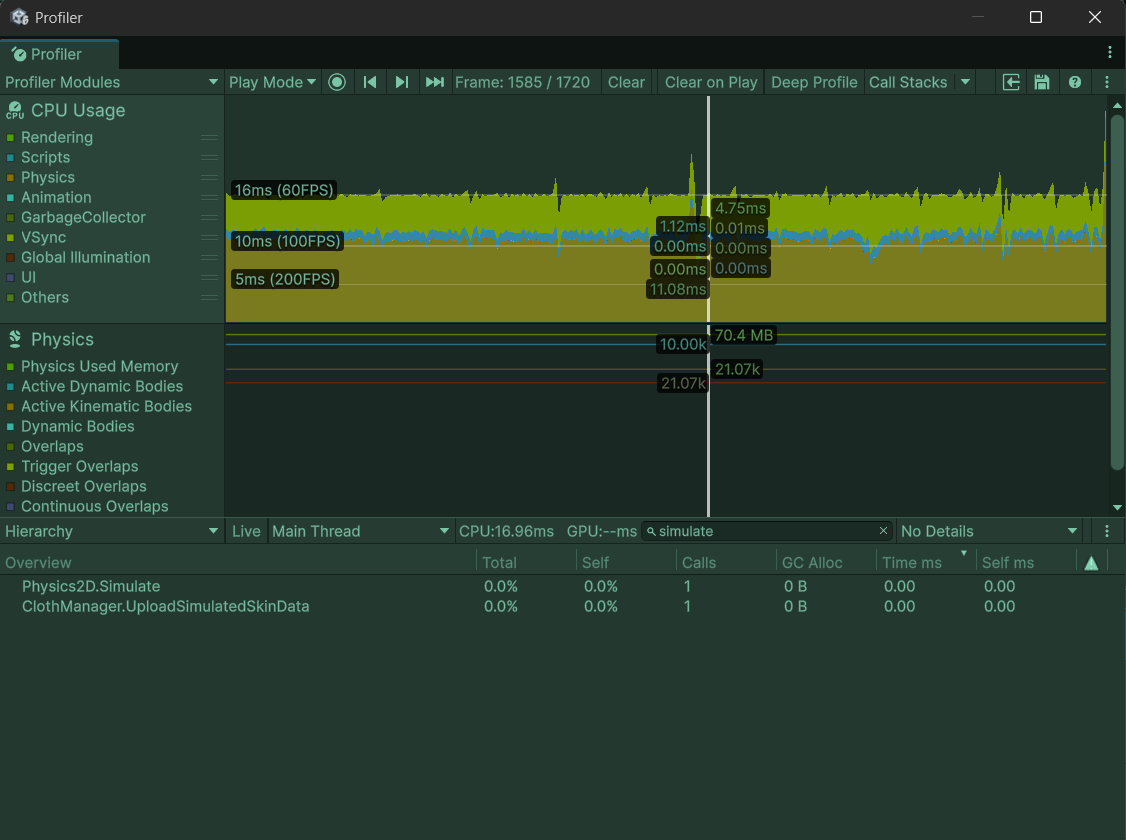 Profiler
Profiler
Profiler Modules Play Mode Frame: 1585 / 1720 Clear Clear on Play Deep Profile Call Stacks
CPU CPU Usage
Rendering
Scripts
Physics
Animation
GarbageCollector
VSync
Global Illumination
UI
Others
16ms (60FPS)
10ms (100FPS)
5ms (200FPS)
4.75ms
1.12ms 0.01ms
0.00ms 0.00ms
0.00ms 0.00ms
11.08ms
Physics
Physics Used Memory
Active Dynamic Bodies
Active Kinematic Bodies
Dynamic Bodies
Overlaps
Trigger Overlaps
Discreet Overlaps
Continuous Overlaps
70.4 MB
10.00k
21.07k
21.07k
Hierarchy Live Main Thread CPU:16.96ms GPU:--ms simulate No Details
Overview Total Self Calls GC Alloc Time ms Self ms
Physics2D.Simulate 0.0% 0.0% 1 0 B 0.00 0.00
ClothManager.UploadSimulatedSkinData 0.0% 0.0% 1 0 B 0.00 0.00